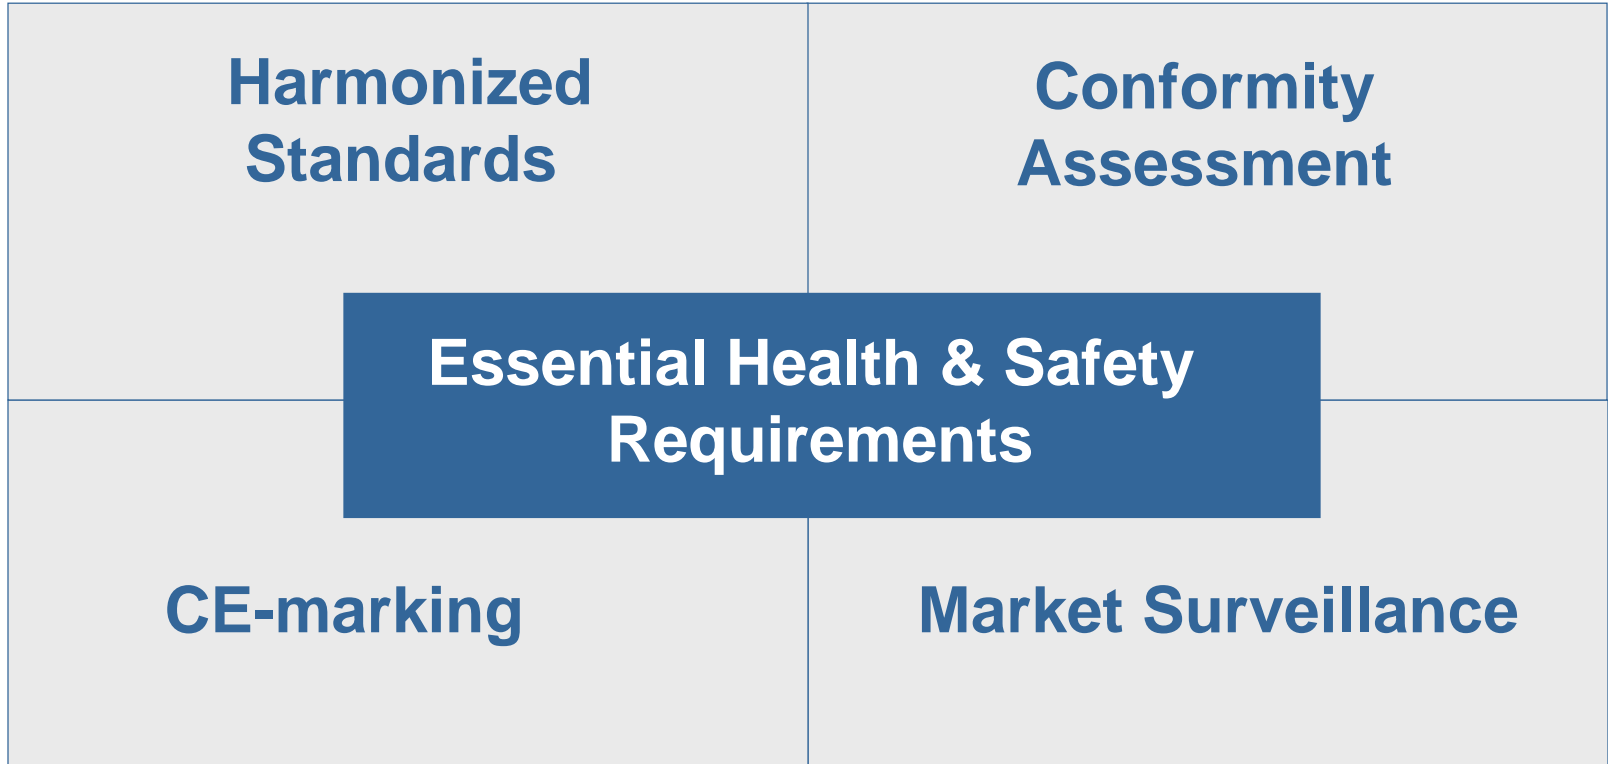 Harmonized
Standards
Conformity
Assessment
Essential Health & Safety
Requirements
CE-marking
Market Surveillance